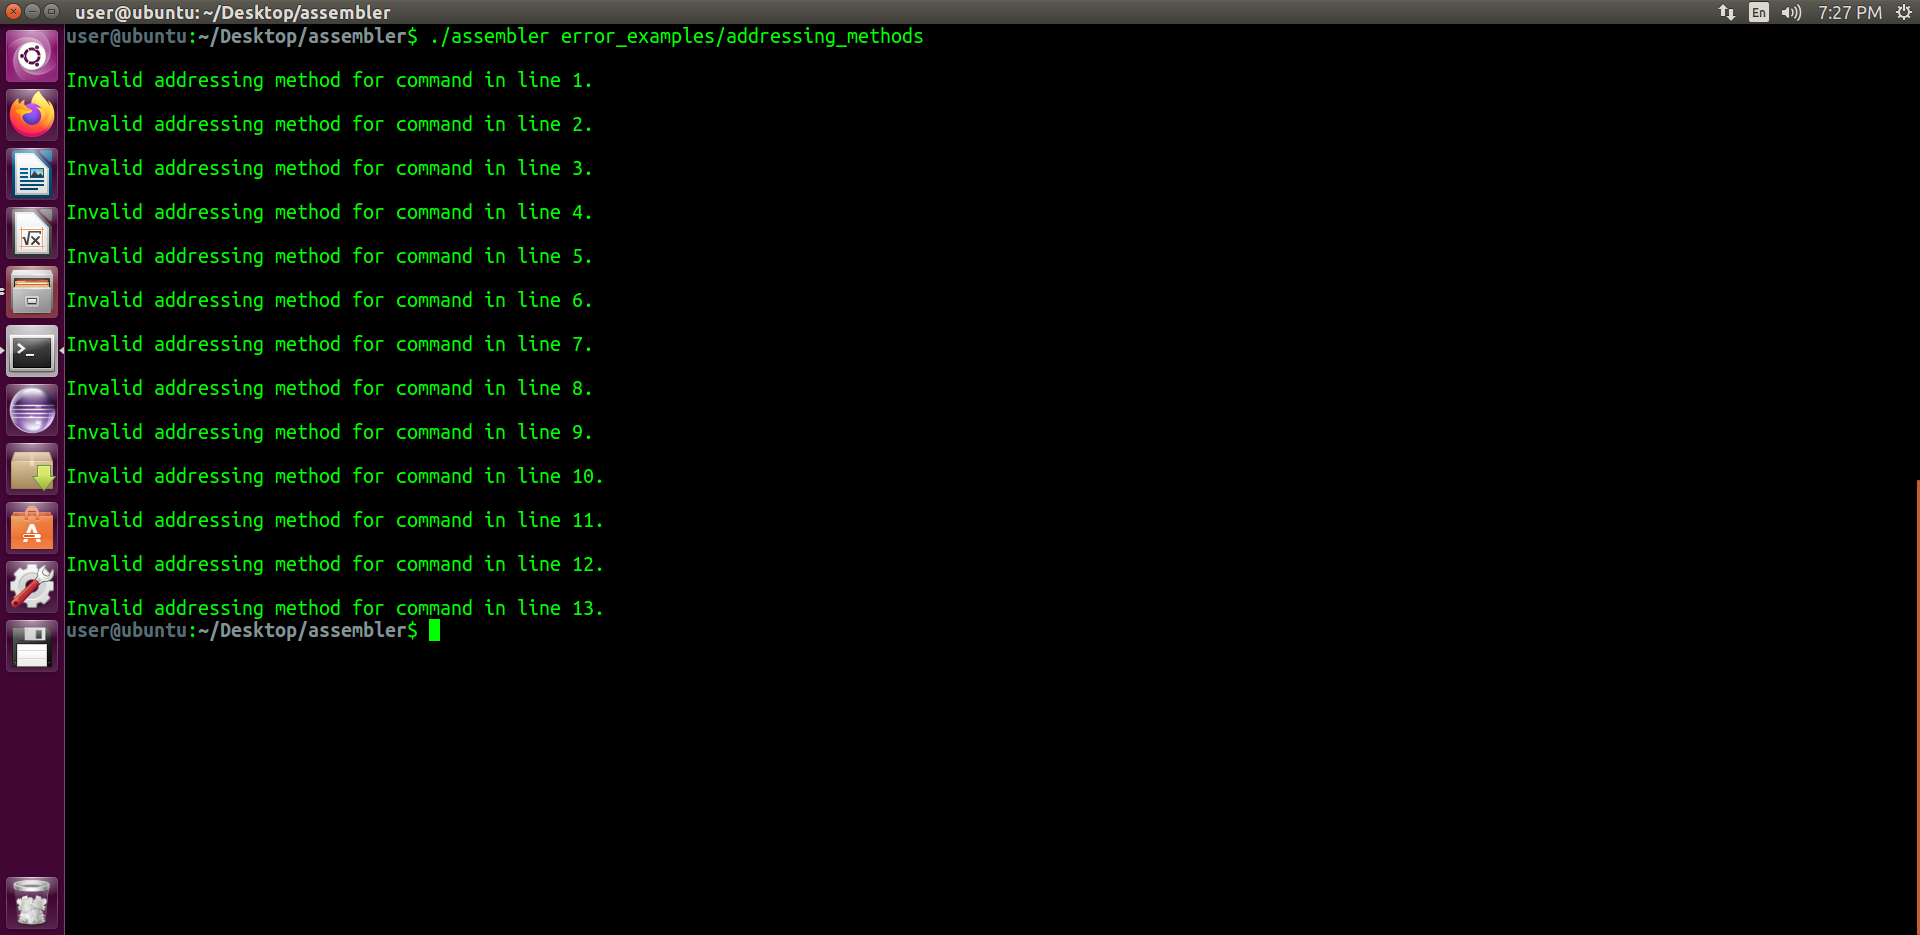 user@ubuntu: ~/Desktop/assembler
En
7:27 PM
user@ubuntu:~/Desktop/assembler$ ./assembler error_examples/addressing_methods
Invalid addressing method for command in line 1.
Invalid addressing method for command in line 2.
Invalid addressing method for command in line 3.
Invalid addressing method for command in line 4.
Invalid addressing method for command in line 5.
Invalid addressing method for command in line 6.
Invalid addressing method for command in line 7.
Invalid addressing method for command in line 8.
Invalid addressing method for command in line 9.
Invalid addressing method for command in line 10.
Invalid addressing method for command in line 11.
Invalid addressing method for command in line 12.
Invalid addressing method for command in line 13.
user@ubuntu:~/Desktop/assembler$